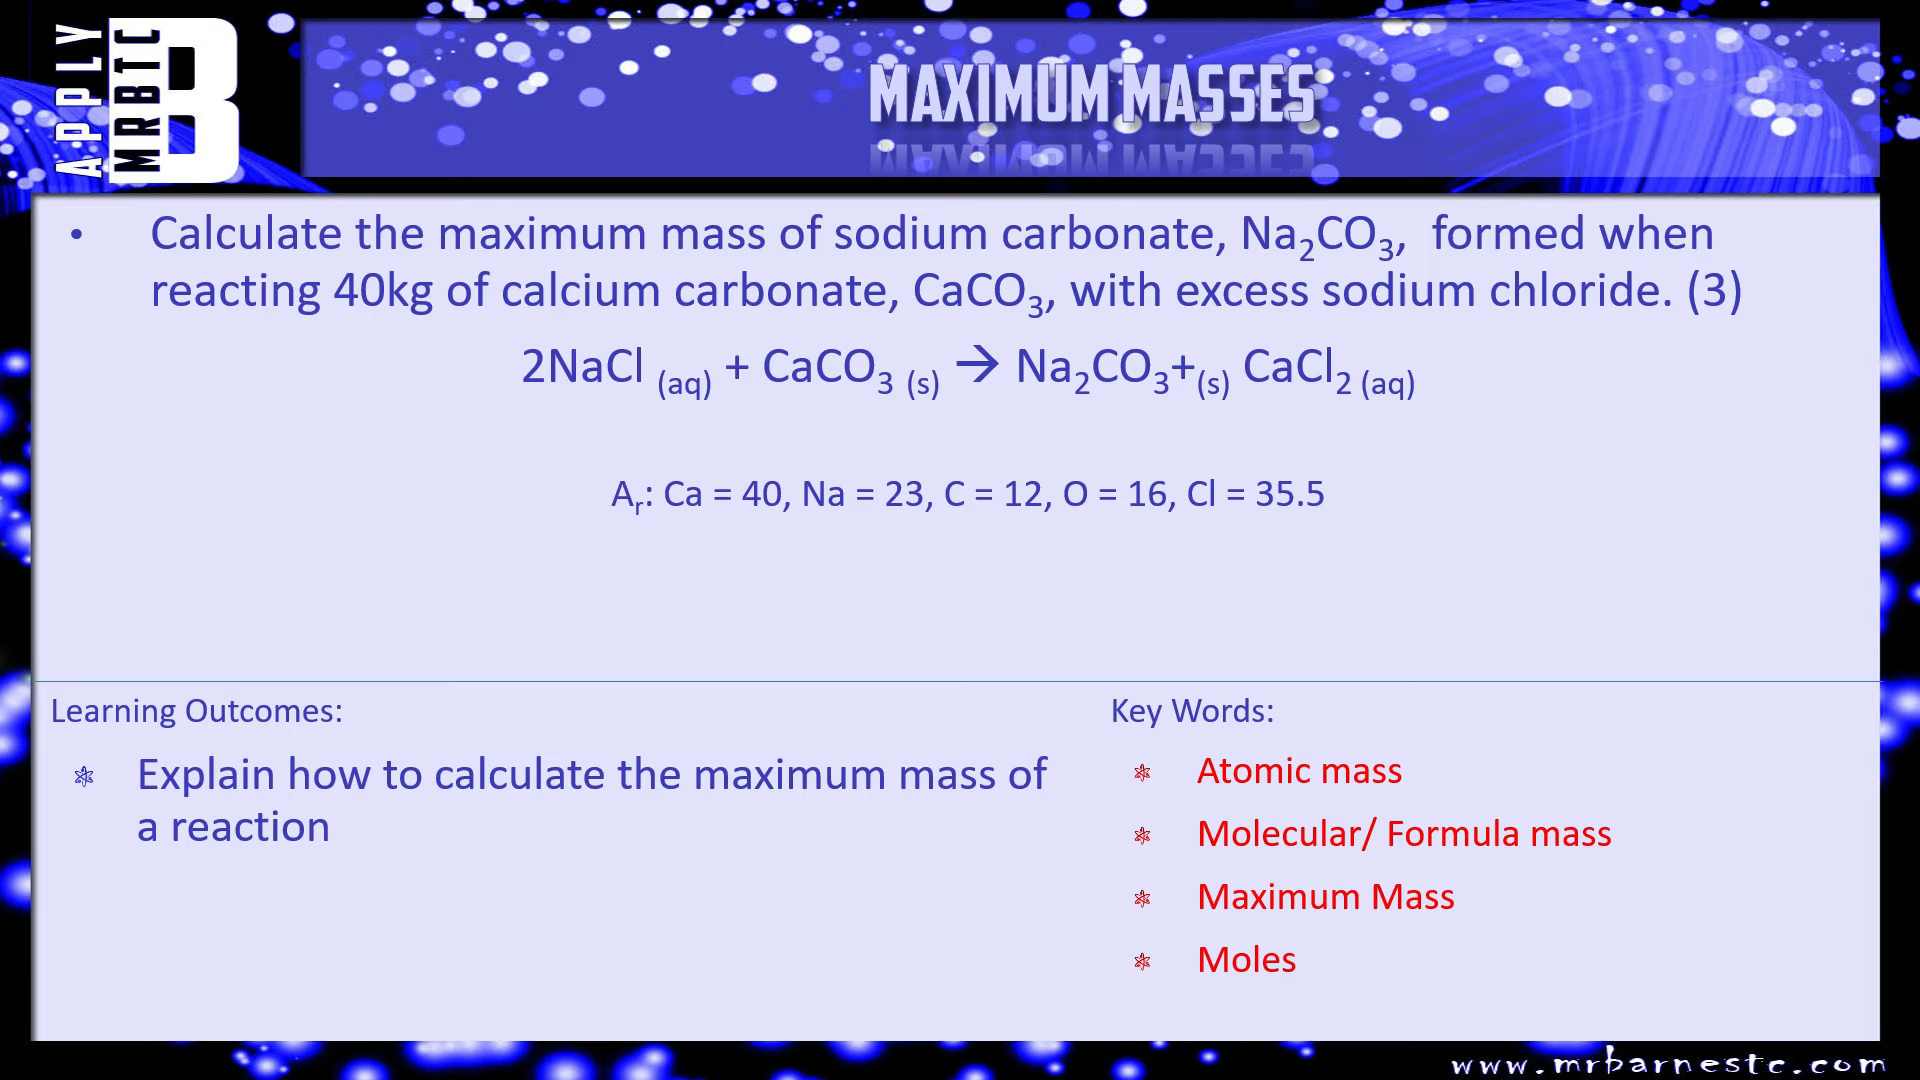 APPLY
MRBTC
B
MAXIMUM MASSES
• Calculate the maximum mass of sodium carbonate, Na₂CO₃, formed when
reacting 40kg of calcium carbonate, CaCO₃, with excess sodium chloride. (3)
2NaCl (aq) + CaCO₃ (s) → Na₂CO₃+(s) CaCl₂ (aq)
Aᵣ: Ca = 40, Na = 23, C = 12, O = 16, Cl = 35.5
Learning Outcomes:
Explain how to calculate the maximum mass of
a reaction
Key Words:
Atomic mass
Molecular/ Formula mass
Maximum Mass
Moles
www.mrbarnestc.com